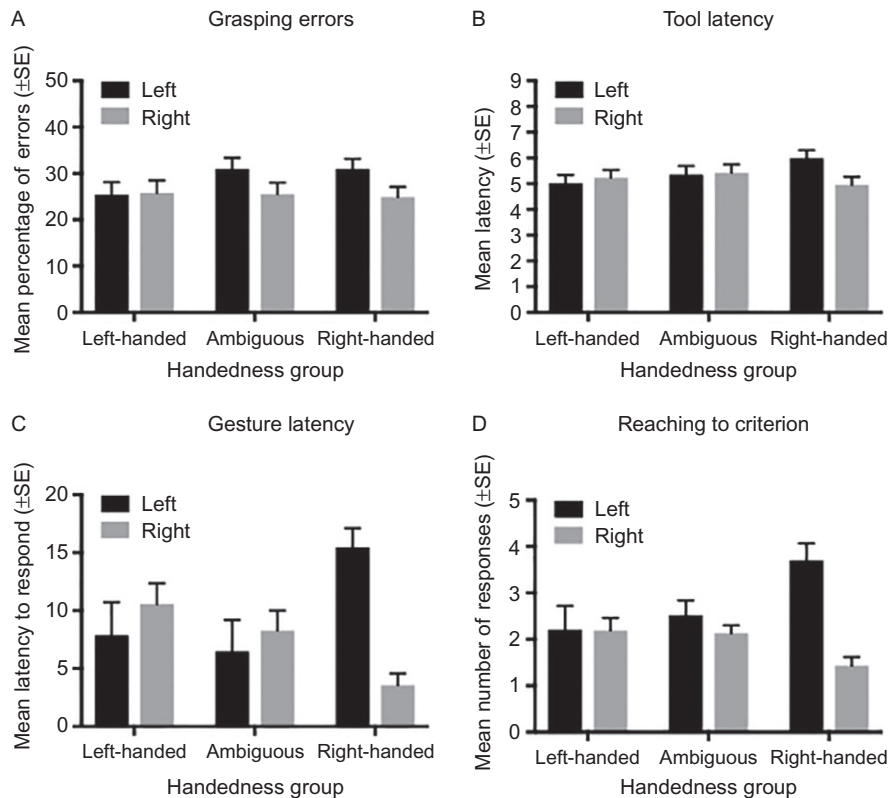 A
Grasping errors
Mean percentage of errors (±SE)
50
40
30
20
10
0
Left
Right
Left-handed Ambiguous Right-handed
Handedness group
B
Tool latency
Mean latency (±SE)
9
8
7
6
5
4
3
2
1
0
Left
Right
Left-handed Ambiguous Right-handed
Handedness group
C
Gesture latency
Mean latency to respond (±SE)
20
15
10
5
0
Left
Right
Left-handed Ambiguous Right-handed
Handedness group
D
Reaching to criterion
Mean number of responses (±SE)
5
4
3
2
1
0
Left
Right
Left-handed Ambiguous Right-handed
Handedness group